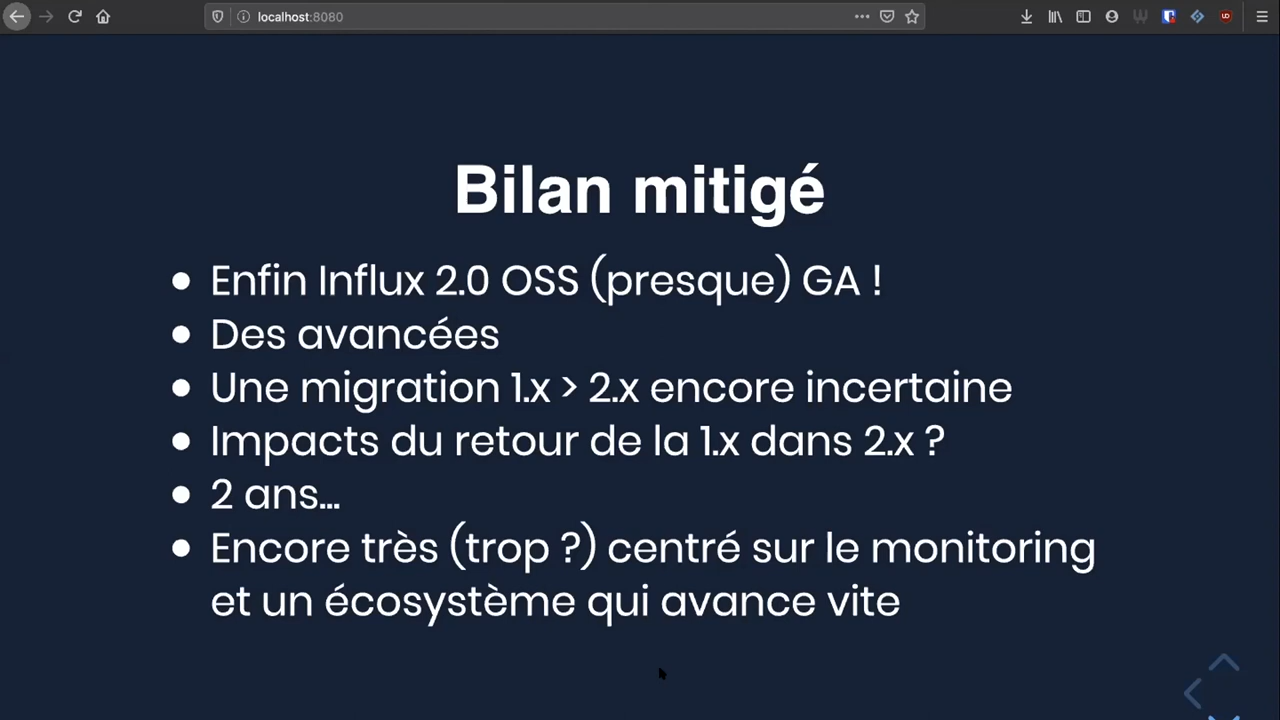 localhost:8080
Bilan mitigé
• Enfin Influx 2.0 OSS (presque) GA !
• Des avancées
• Une migration 1.x > 2.x encore incertaine
• Impacts du retour de la 1.x dans 2.x ?
• 2 ans...
• Encore très (trop ?) centré sur le monitoring
et un écosystème qui avance vite